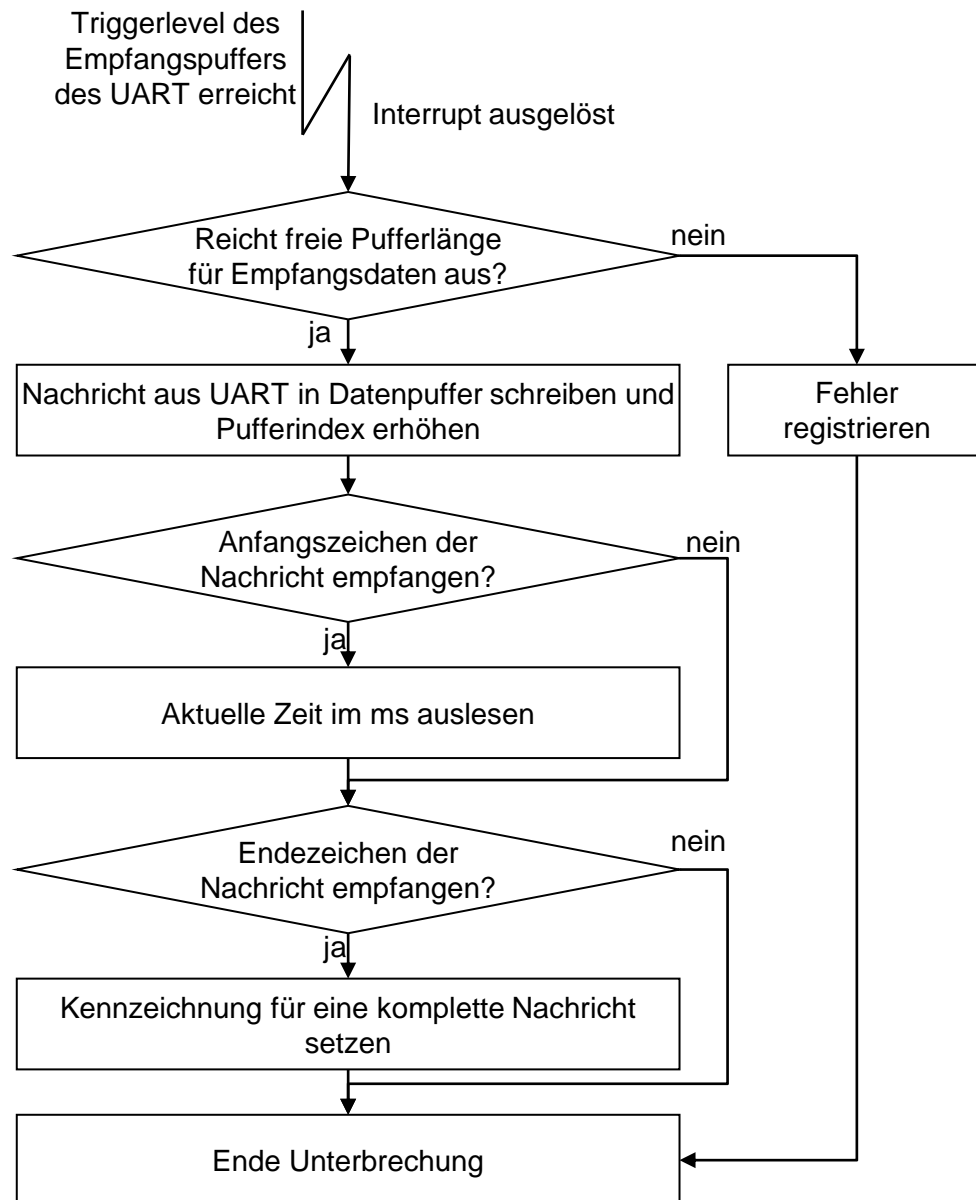 Triggerlevel des
Empfangspuffers
des UART erreicht
Interrupt ausgelöst
Reicht freie Pufferlänge
für Empfangsdaten aus?
nein
ja
Nachricht aus UART in Datenpuffer schreiben und
Pufferindex erhöhen
Fehler
registrieren
Anfangszeichen der
Nachricht empfangen?
nein
ja
Aktuelle Zeit im ms auslesen
Endezeichen der
Nachricht empfangen?
nein
ja
Kennzeichnung für eine komplette Nachricht
setzen
Ende Unterbrechung